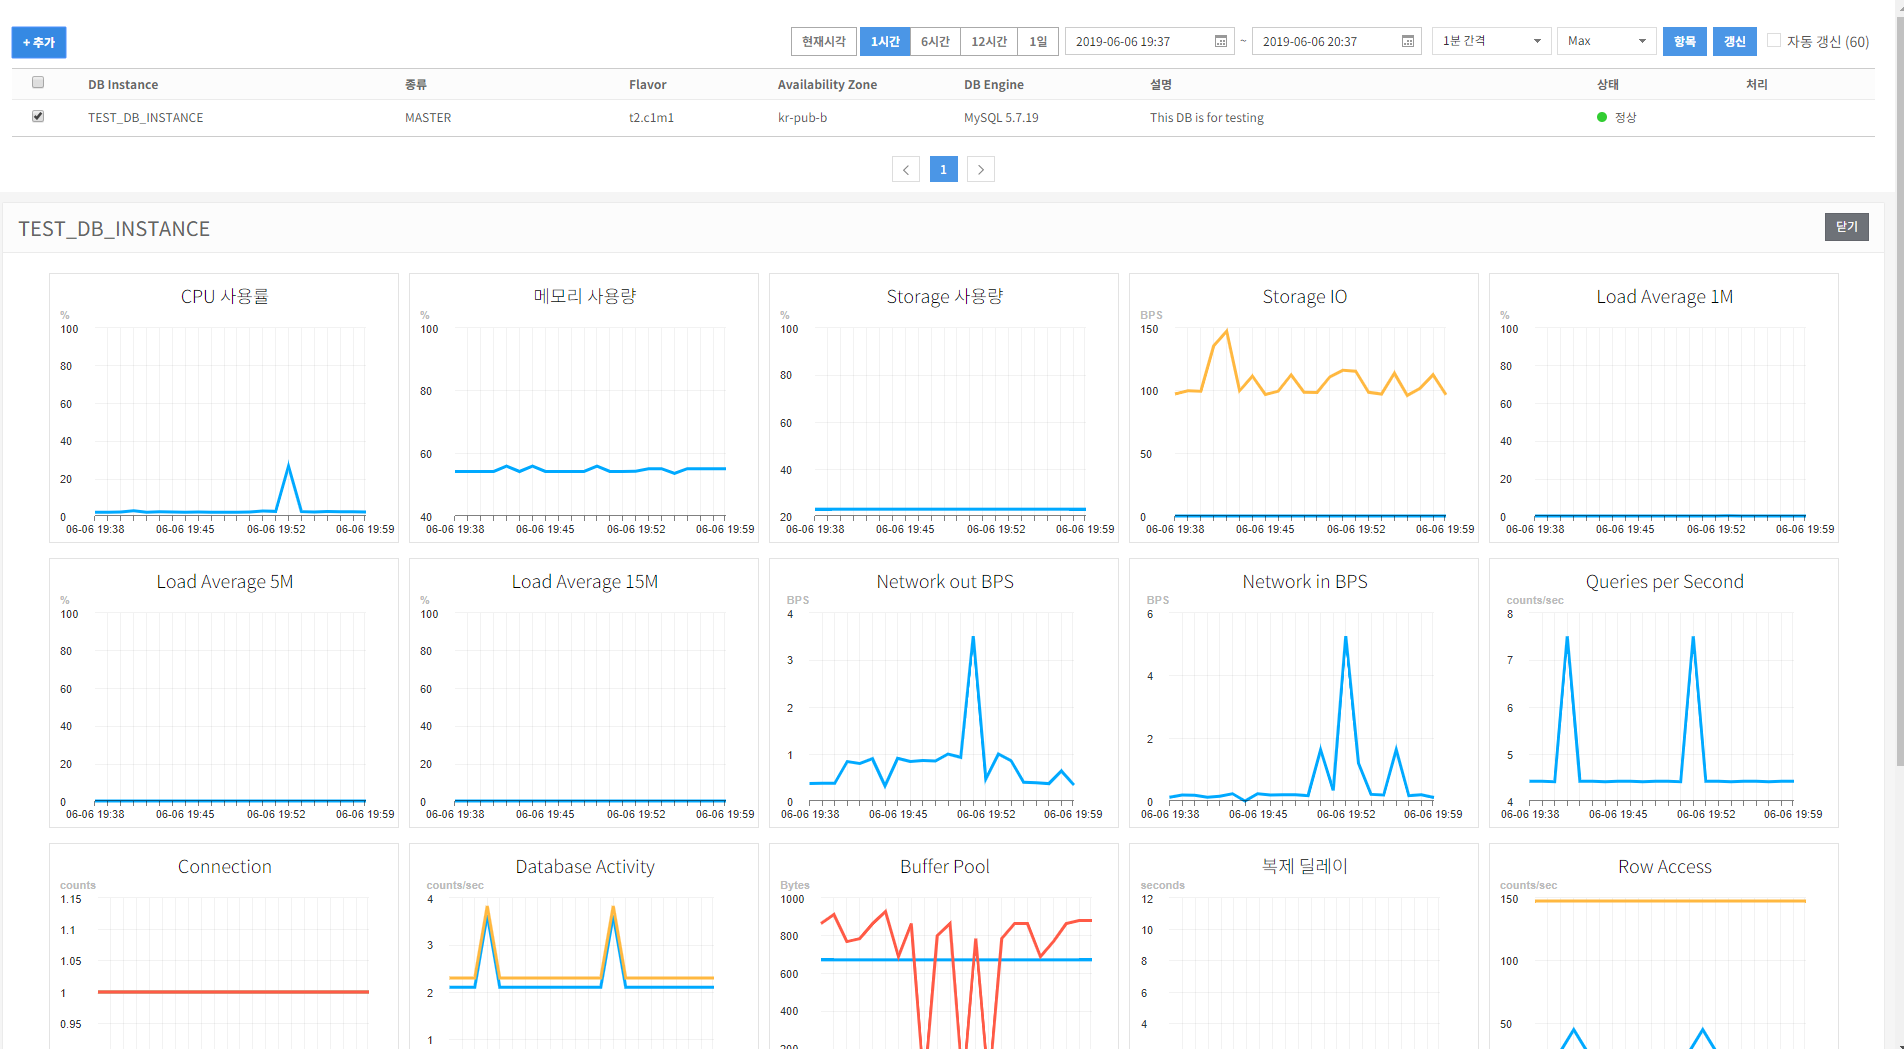 + 추가
현재시각 1시간 6시간 12시간 1일 2019-06-06 19:37 ~ 2019-06-06 20:37 1분 간격 Max 항목 갱신 자동 갱신 (60)
DB Instance 종류 Flavor Availability Zone DB Engine 설명 상태 처리
TEST_DB_INSTANCE MASTER t2.c1m1 kr-pub-b MySQL 5.7.19 This DB is for testing 정상
1
TEST_DB_INSTANCE 닫기
CPU 사용률
%
100
80
60
40
20
0
06-06 19:38 06-06 19:45 06-06 19:52 06-06 19:59
메모리 사용량
%
100
80
60
40
06-06 19:38 06-06 19:45 06-06 19:52 06-06 19:59
Storage 사용량
%
100
80
60
40
20
06-06 19:38 06-06 19:45 06-06 19:52 06-06 19:59
Storage IO
BPS
150
100
50
0
06-06 19:38 06-06 19:45 06-06 19:52 06-06 19:59
Load Average 1M
%
100
80
60
40
20
0
06-06 19:38 06-06 19:45 06-06 19:52 06-06 19:59
Load Average 5M
%
100
80
60
40
20
0
06-06 19:38 06-06 19:45 06-06 19:52 06-06 19:59
Load Average 15M
%
100
80
60
40
20
0
06-06 19:38 06-06 19:45 06-06 19:52 06-06 19:59
Network out BPS
BPS
4
3
2
1
0
06-06 19:38 06-06 19:45 06-06 19:52 06-06 19:59
Network in BPS
BPS
6
4
2
0
06-06 19:38 06-06 19:45 06-06 19:52 06-06 19:59
Queries per Second
counts/sec
8
7
6
5
4
06-06 19:38 06-06 19:45 06-06 19:52 06-06 19:59
Connection
counts
1.15
1.1
1.05
1
0.95
Database Activity
counts/sec
4
3
2
1
Buffer Pool
Bytes
1000
800
600
400
200
복제 딜레이
seconds
12
10
8
6
4
Row Access
counts/sec
150
100
50